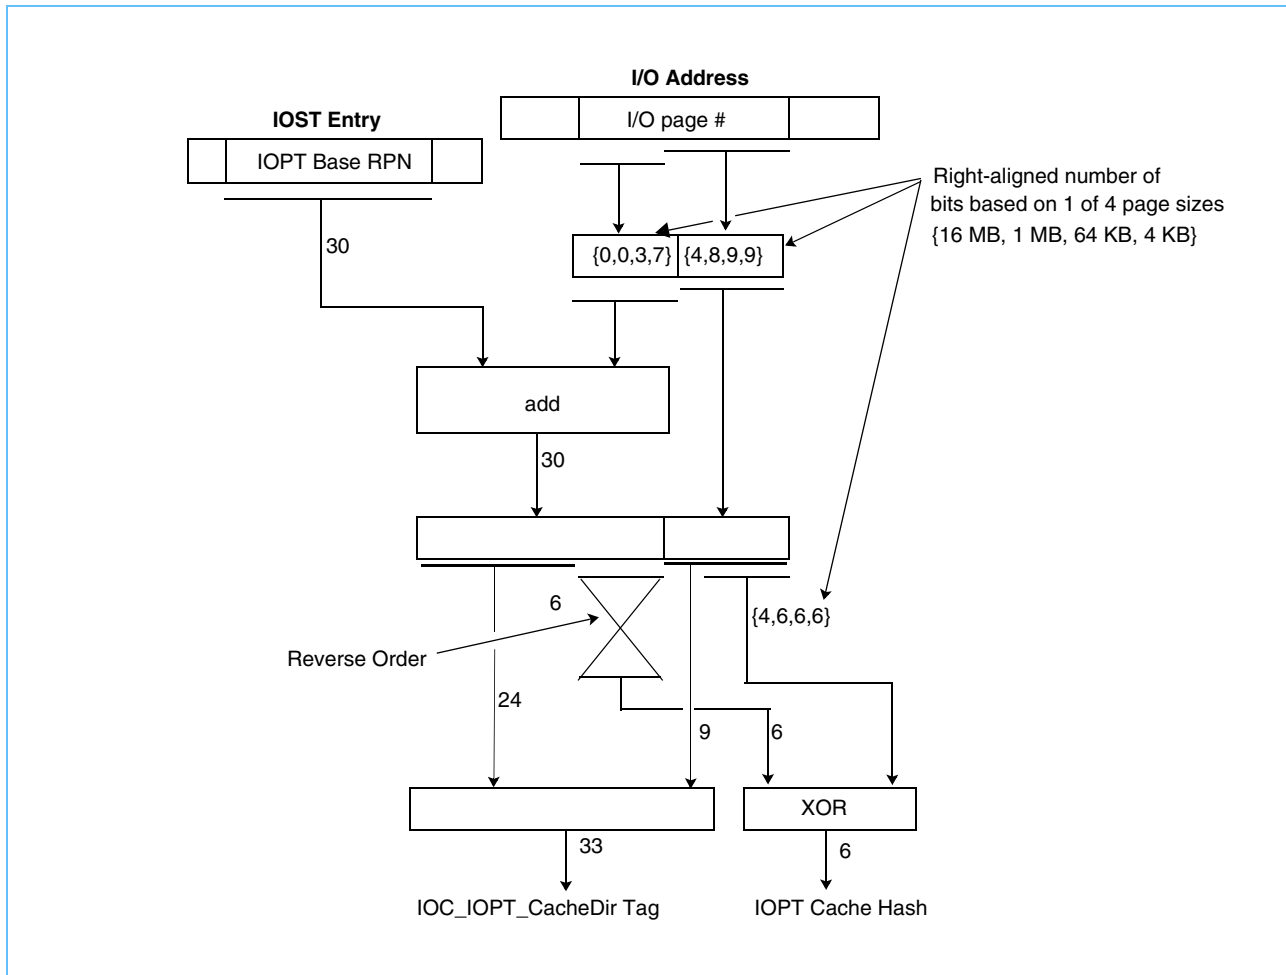 I/O Address
IOST Entry
I/O page #
IOPT Base RPN
Right-aligned number of
bits based on 1 of 4 page sizes
{16 MB, 1 MB, 64 KB, 4 KB}
30
{0,0,3,7}
{4,8,9,9}
add
30
6
{4,6,6,6}
Reverse Order
24
9
6
XOR
33
6
IOC_IOPT_CacheDir Tag
IOPT Cache Hash